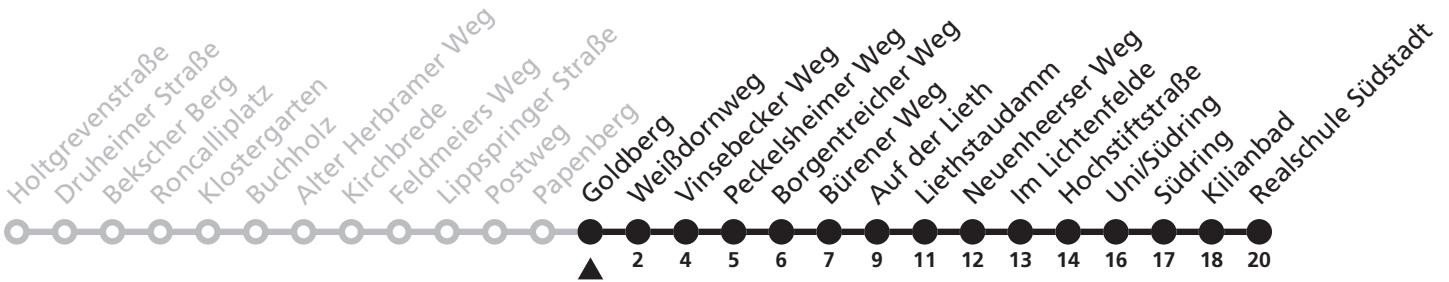 Holtgrevenstraße
Druheimer Straße
Bekscher Berg
Roncalliplatz
Klostergarten
Buchholz
Alter Herbramer Weg
Kirchbrede
Feldmeiers Weg
Lippspringer Straße
Postweg
Papenberg
Goldberg
Weißdornweg
Vinsebecker Weg
Peckelsheimer Weg
Borgentreicher Weg
Bürener Weg
Auf der Lieth
Liethstaudamm
Neuenheerser Weg
Im Lichtenfelde
Hochstiftstraße
Uni/Südring
Südring
Kilianbad
Realschule Südstadt
2 4 5 6 7 9 11 12 13 14 16 17 18 20